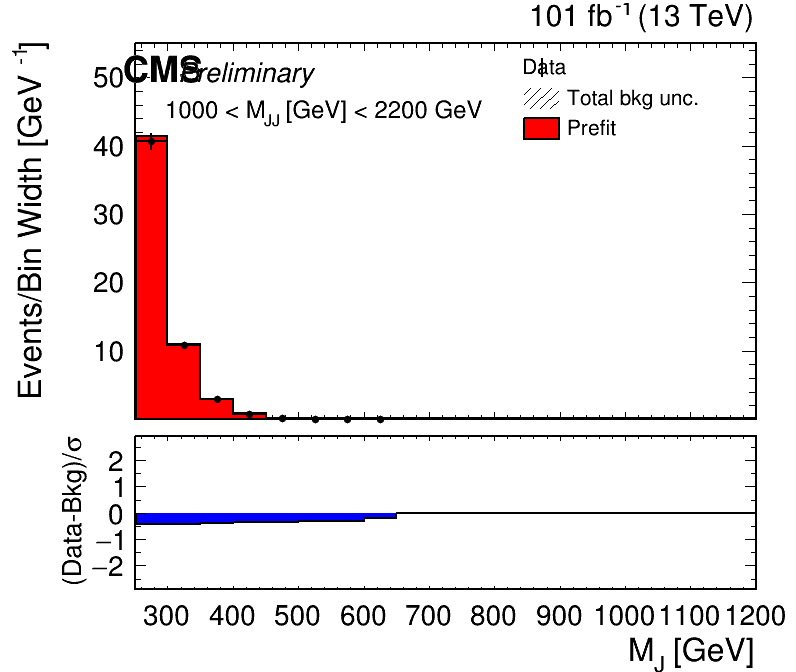 101 fb⁻¹ (13 TeV)
CMS Preliminary
1000 < M_JJ [GeV] < 2200 GeV
Data
Total bkg unc.
Prefit
Events/Bin Width [GeV⁻¹]
50
40
30
20
10
(Data-Bkg)/σ
2
1
0
−1
−2
300 400 500 600 700 800 900 1000 1100 1200
M_J [GeV]